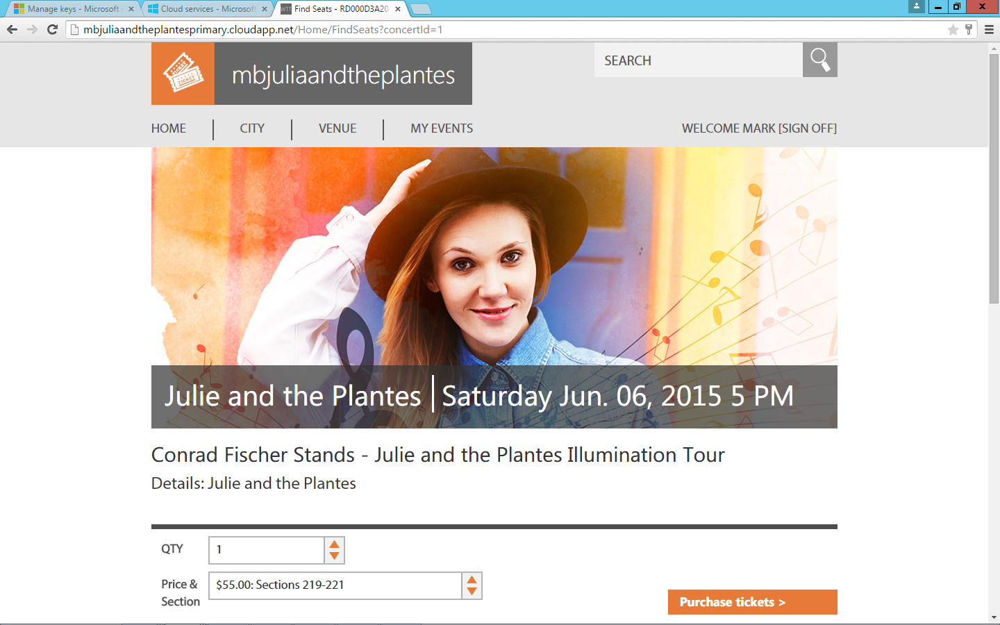 Manage keys - Microsoft A
Cloud services - Microsoft
WTT
Find Seats - RD000D3A20
mbjuliaandtheplantesprimary.cloudapp.net/Home/FindSeats?concertId=1
TICKET
mbjuliaandtheplantes
SEARCH
HOME
CITY
VENUE
MY EVENTS
WELCOME MARK [SIGN OFF]
Julie and the Plantes | Saturday Jun. 06, 2015 5 PM
Conrad Fischer Stands - Julie and the Plantes Illumination Tour
Details: Julie and the Plantes
QTY
1
Price &
Section
$55.00: Sections 219-221
Purchase tickets >